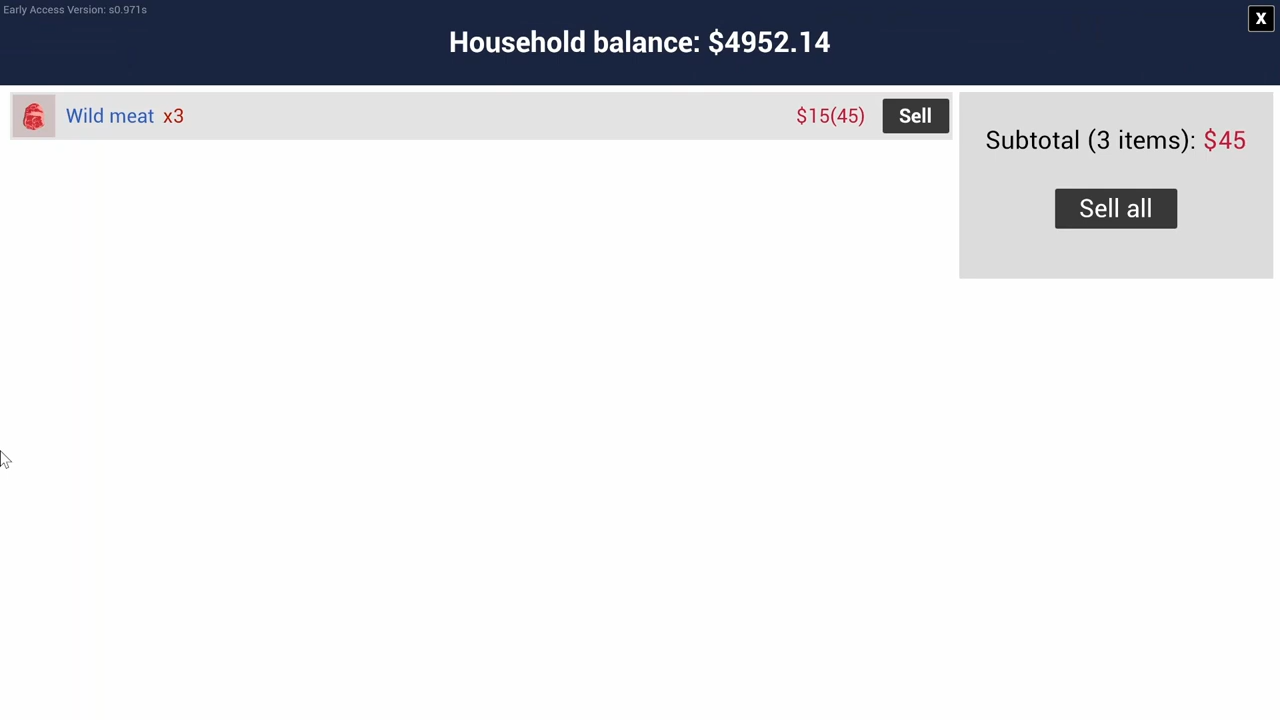 Early Access Version: s0.971s
X
Household balance: $4952.14
Wild meat x3 $15(45) Sell
Subtotal (3 items): $45
Sell all